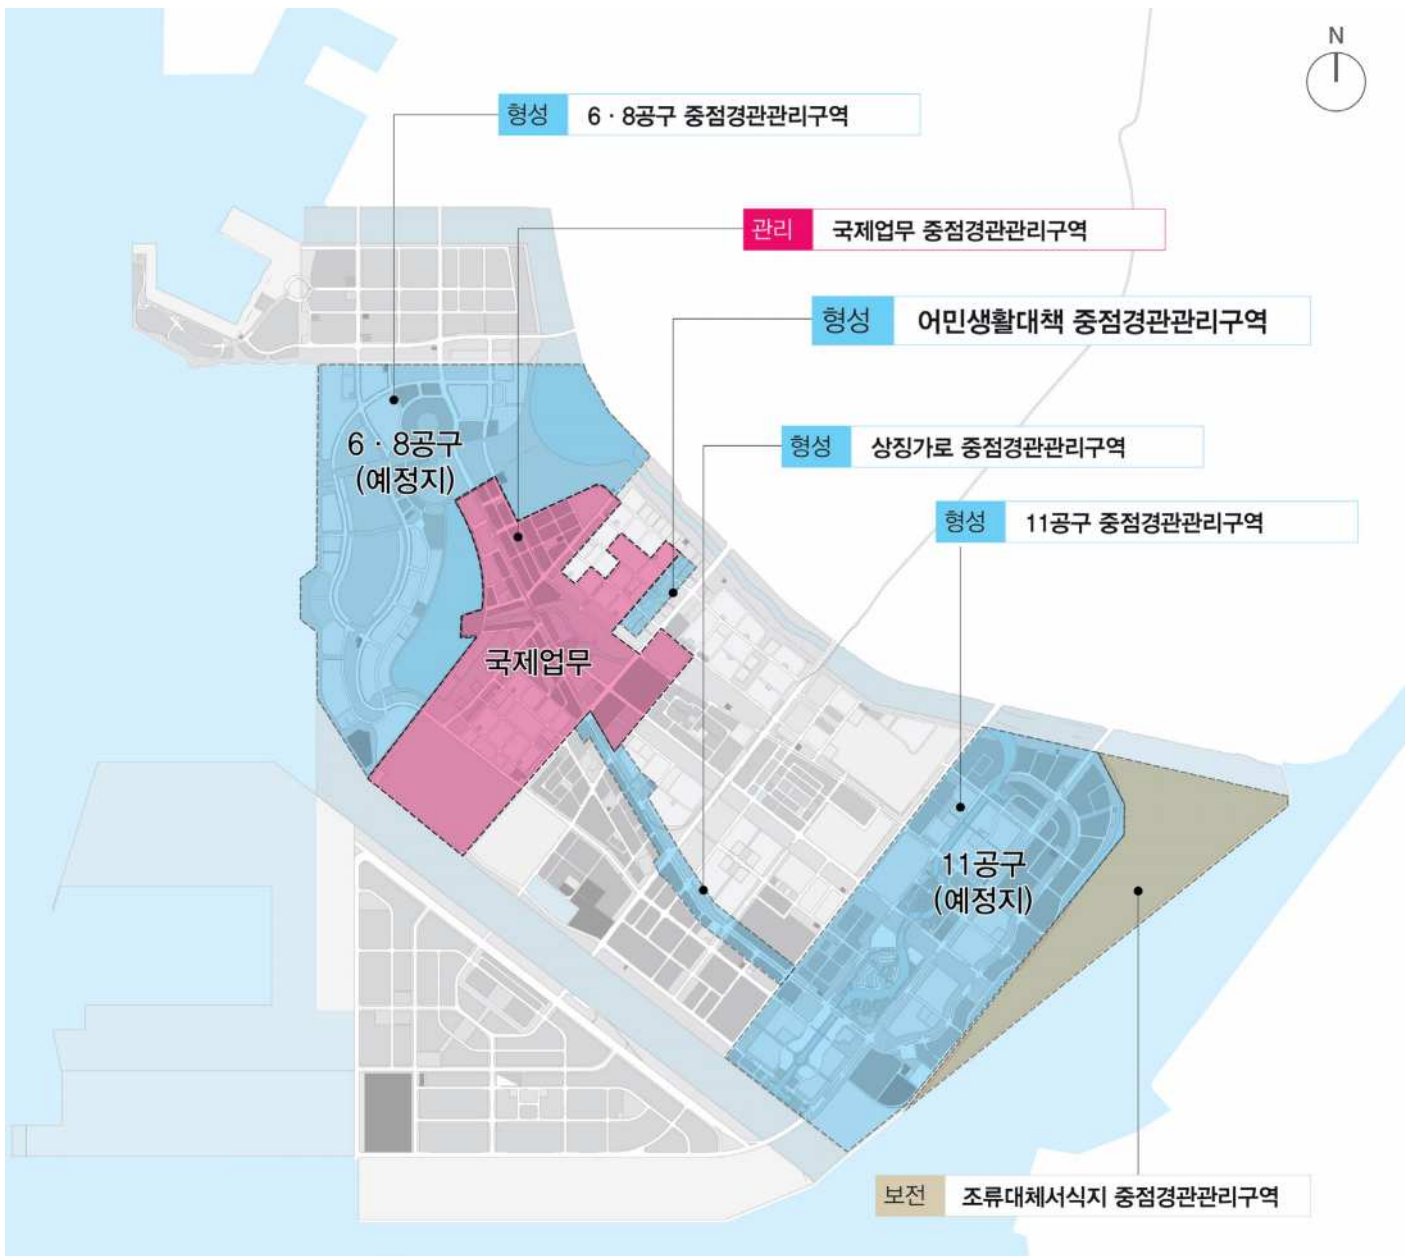 N
형성 6 · 8공구 중점경관관리구역
관리 국제업무 중점경관관리구역
형성 어민생활대책 중점경관관리구역
형성 상징가로 중점경관관리구역
6 · 8공구
(예정지)
형성 11공구 중점경관관리구역
국제업무
11공구
(예정지)
보전 조류대체서식지 중점경관관리구역